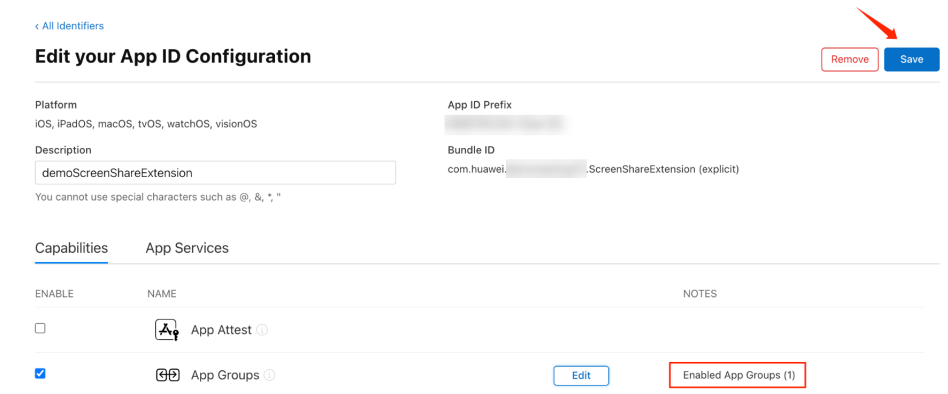 ‹ All Identifiers
Edit your App ID Configuration
Remove
Save
Platform
iOS, iPadOS, macOS, tvOS, watchOS, visionOS
App ID Prefix
Description
demoScreenShareExtension
You cannot use special characters such as @, &, *, "
Bundle ID
com.huawei. .ScreenShareExtension (explicit)
Capabilities
App Services
ENABLE NAME NOTES
App Attest
App Groups Edit Enabled App Groups (1)